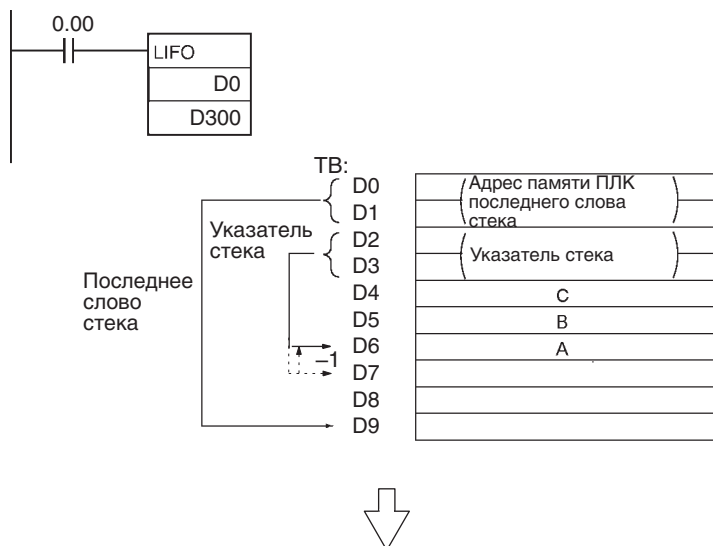 0.00
LIFO
D0
D300
TB:
D0
D1
D2
D3
D4
D5
D6
D7
D8
D9
Указатель
стека
Последнее
слово
стека
–1
Адрес памяти ПЛК
последнего слова
стека
Указатель стека
C
B
A